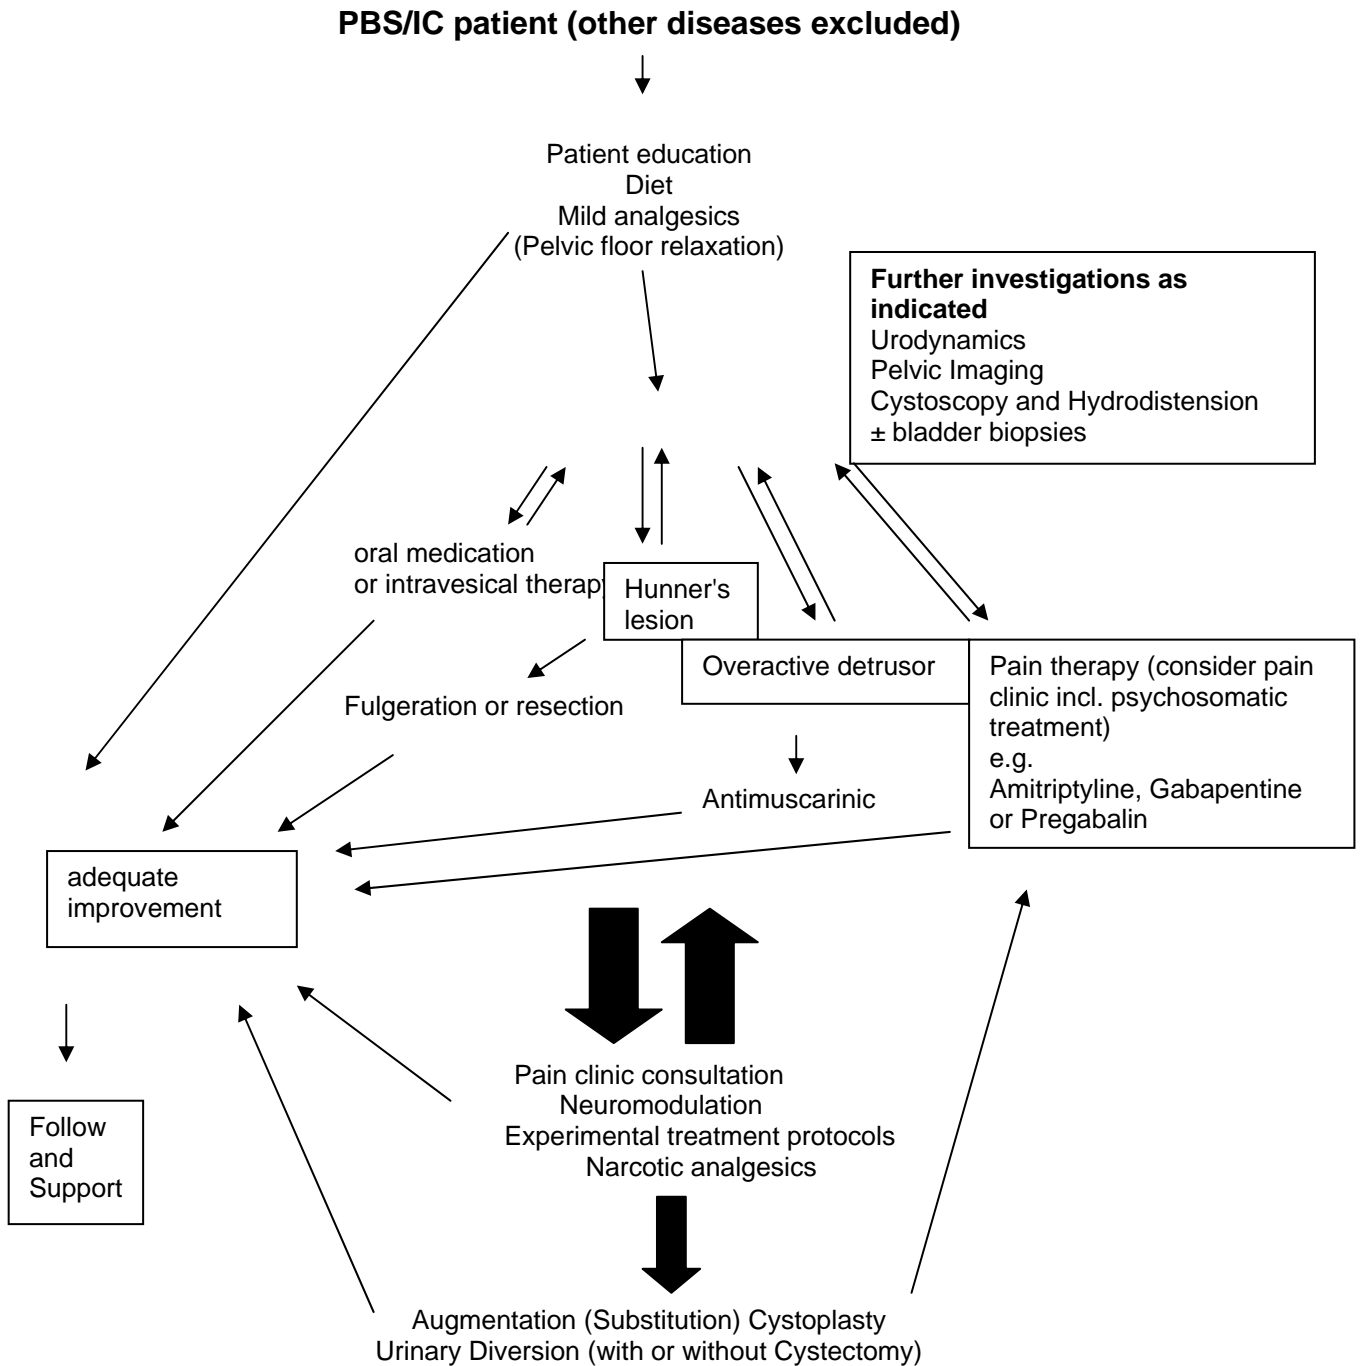 PBS/IC patient (other diseases excluded)
Patient education
Diet
Mild analgesics
(Pelvic floor relaxation)
Further investigations as
indicated
Urodynamics
Pelvic Imaging
Cystoscopy and Hydrodistension
± bladder biopsies
oral medication
or intravesical therapy
Hunner's
lesion
Fulgeration or resection
Overactive detrusor
Antimuscarinic
Pain therapy (consider pain
clinic incl. psychosomatic
treatment)
e.g.
Amitriptyline, Gabapentine
or Pregabalin
adequate
improvement
Follow
and
Support
Pain clinic consultation
Neuromodulation
Experimental treatment protocols
Narcotic analgesics
Augmentation (Substitution) Cystoplasty
Urinary Diversion (with or without Cystectomy)